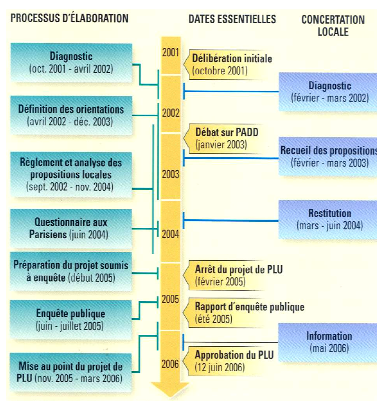 PROCESSUS D'ÉLABORATION
DATES ESSENTIELLES
CONCERTATION
LOCALE
Diagnostic
(oct. 2001 - avril 2002)
Définition des orientations
(avril 2002 - déc. 2003)
Règlement et analyse des
propositions locales
(sept. 2002 - nov. 2004)
Questionnaire aux
Parisiens (juin 2004)
Préparation du projet soumis
à enquête (début 2005)
Enquête publique
(juin - juillet 2005)
Mise au point du projet de
PLU (nov. 2005 - mars 2006)
2001
2002
2003
2004
2005
2006
Délibération initiale
(octobre 2001)
Débat sur PADD
(janvier 2003)
Arrêt du projet de PLU
(février 2005)
Rapport d'enquête publique
(été 2005)
Approbation du PLU
(12 juin 2006)
Diagnostic
(février - mars 2002)
Recueil des propositions
(février - mars 2003)
Restitution
(mars - juin 2004)
Information
(mai 2006)